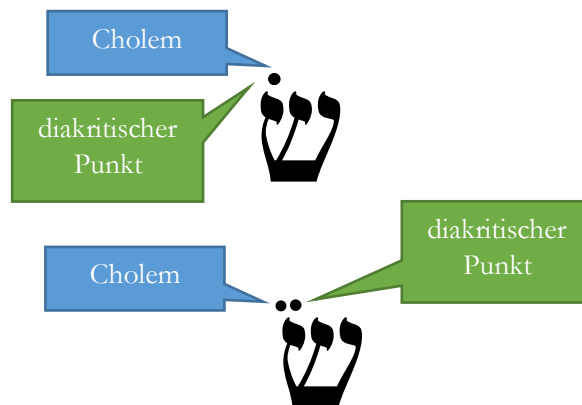 Cholem
diakritischer
Punkt
שׂ
diakritischer
Punkt
Cholem
שֹׂ